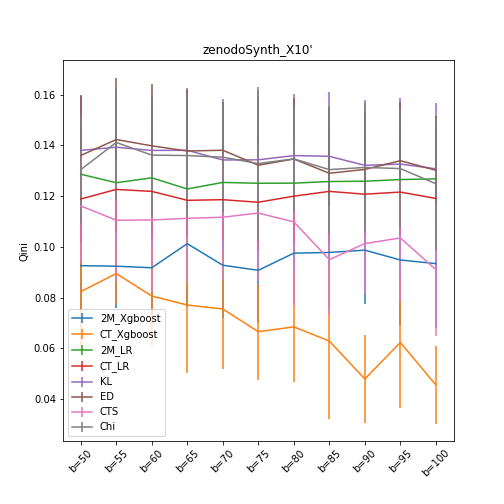 zenodoSynth_X10'
Qini
0.16
0.14
0.12
0.10
0.08
0.06
0.04
2M_Xgboost
CT_Xgboost
2M_LR
CT_LR
KL
ED
CTS
Chi
b=50
b=55
b=60
b=65
b=70
b=75
b=80
b=85
b=90
b=95
b=100